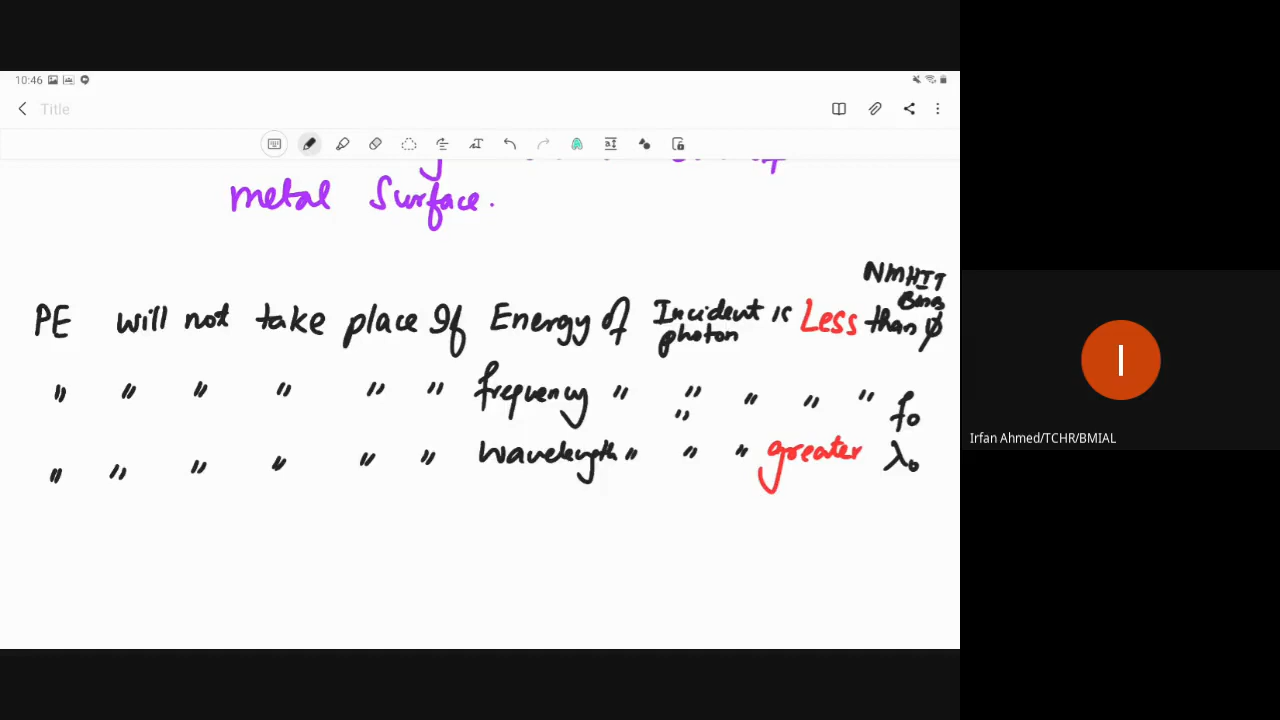 10:46
Title
metal Surface.
NMHIT
PE will not take place If Energy of Incident photon is Less than φ
" " " " " " frequency " " " " " " f₀
" " " " " " wavelength " " " greater λ₀
Irfan Ahmed/TCHR/BMIAL
I